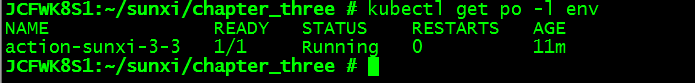 JCFWK8S1:~/sunxi/chapter_three # kubectl get po -l env
NAME READY STATUS RESTARTS AGE
action-sunxi-3-3 1/1 Running 0 11m
JCFWK8S1:~/sunxi/chapter_three #